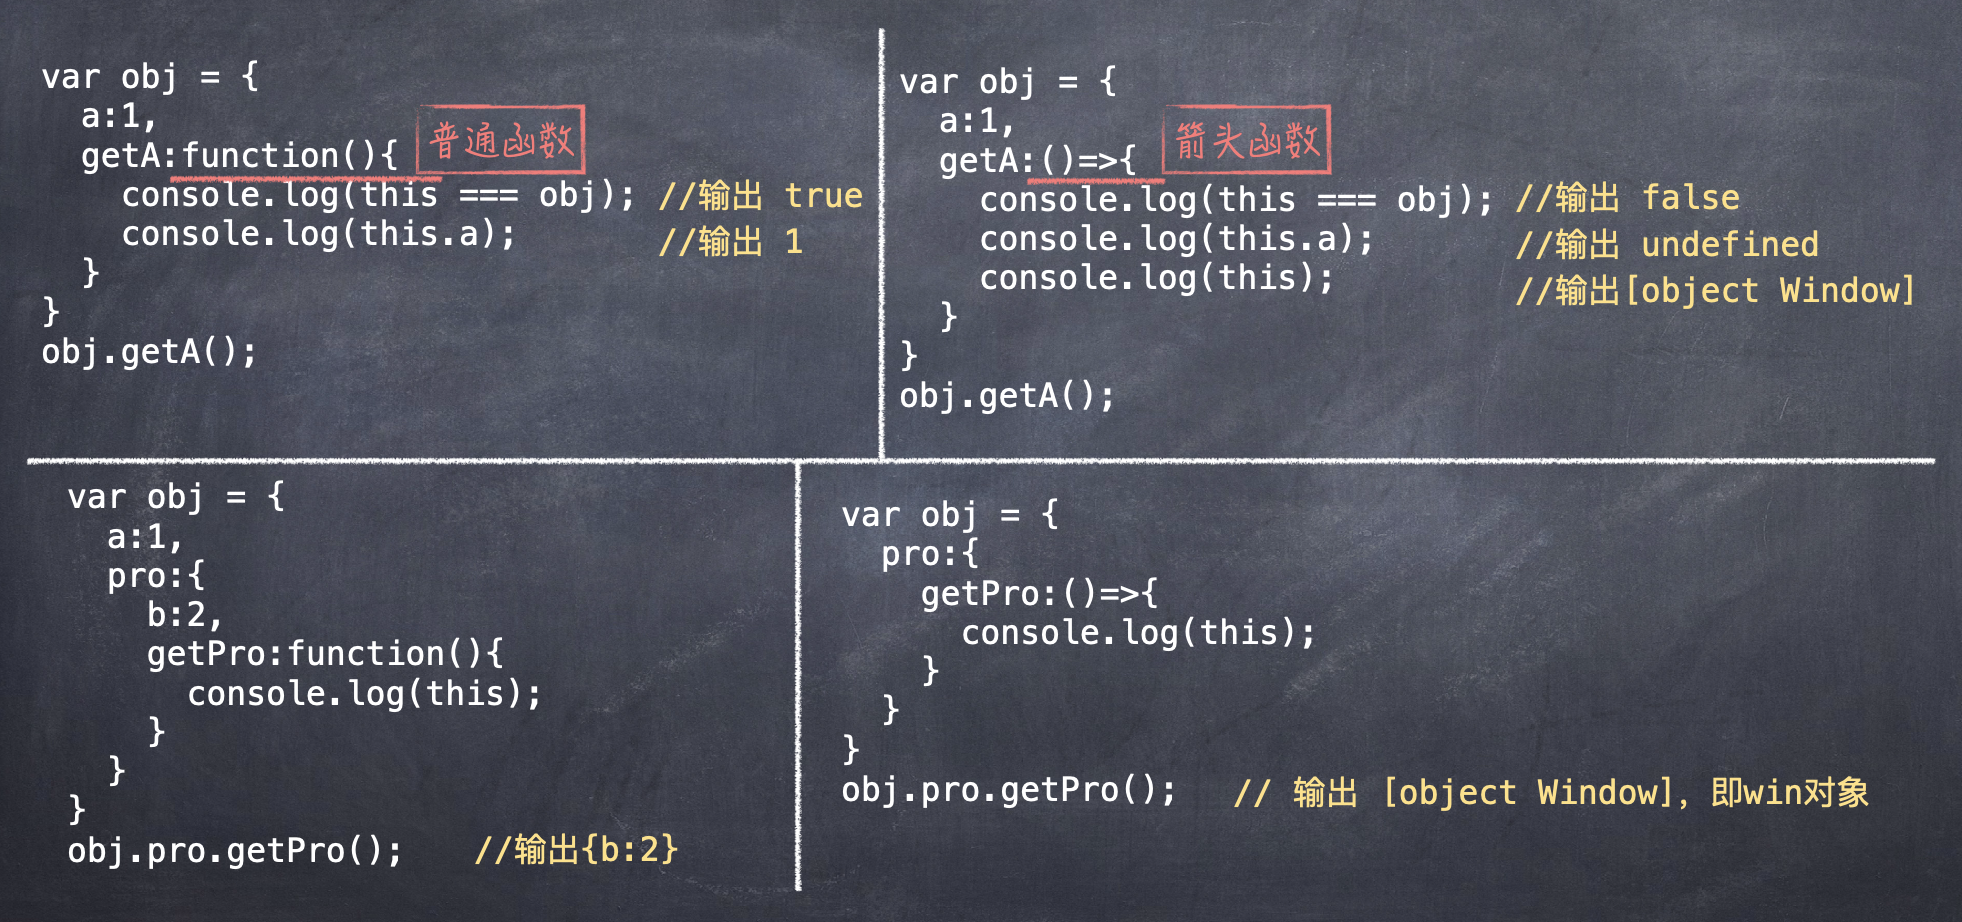 var obj = {
  a:1,
  getA:function(){ 普通函数
    console.log(this === obj); //输出 true
    console.log(this.a);       //输出 1
  }
}
obj.getA();
var obj = {
  a:1,
  getA:()=>{ 箭头函数
    console.log(this === obj); //输出 false
    console.log(this.a);       //输出 undefined
    console.log(this);         //输出[object Window]
  }
}
obj.getA();
var obj = {
  a:1,
  pro:{
    b:2,
    getPro:function(){
      console.log(this);
    }
  }
}
obj.pro.getPro();   //输出{b:2}
var obj = {
  pro:{
    getPro:()=>{
      console.log(this);
    }
  }
}
obj.pro.getPro();   // 输出 [object Window]，即win对象